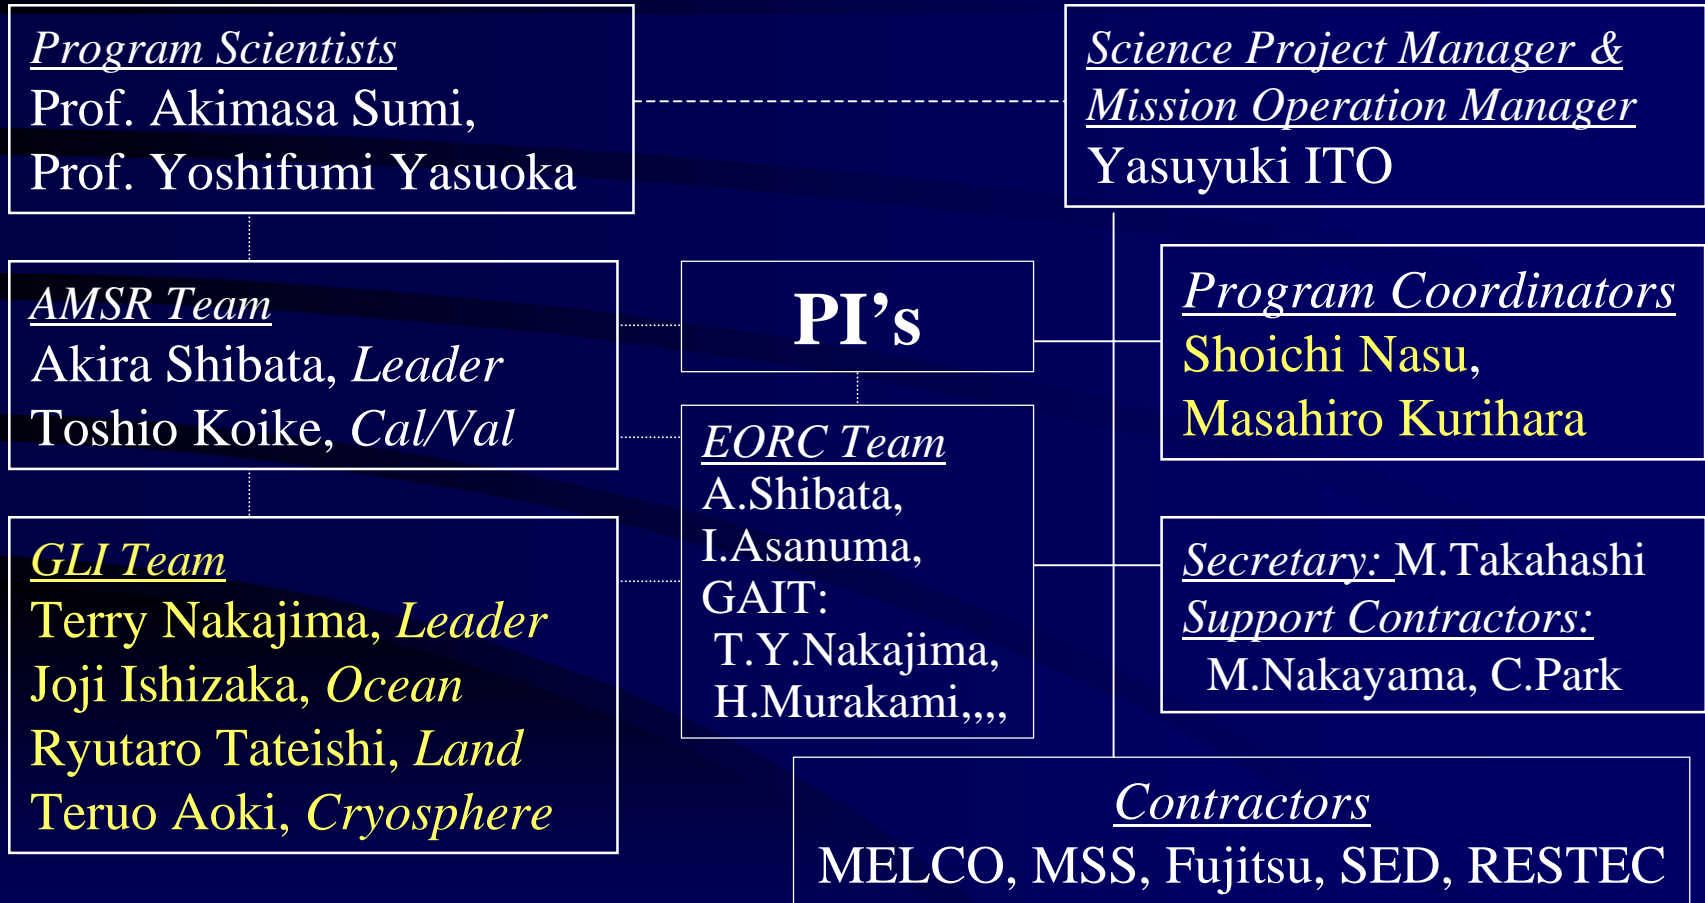 Program Scientists
Prof. Akimasa Sumi,
Prof. Yoshifumi Yasuoka
Science Project Manager &
Mission Operation Manager
Yasuyuki ITO
AMSR Team
Akira Shibata, Leader
Toshio Koike, Cal/Val
PI’s
Program Coordinators
Shoichi Nasu,
Masahiro Kurihara
GLI Team
Terry Nakajima, Leader
Joji Ishizaka, Ocean
Ryutaro Tateishi, Land
Teruo Aoki, Cryosphere
EORC Team
A.Shibata,
I.Asanuma,
GAIT:
T.Y.Nakajima,
H.Murakami,,,,
Secretary: M.Takahashi
Support Contractors:
M.Nakayama, C.Park
Contractors
MELCO, MSS, Fujitsu, SED, RESTEC